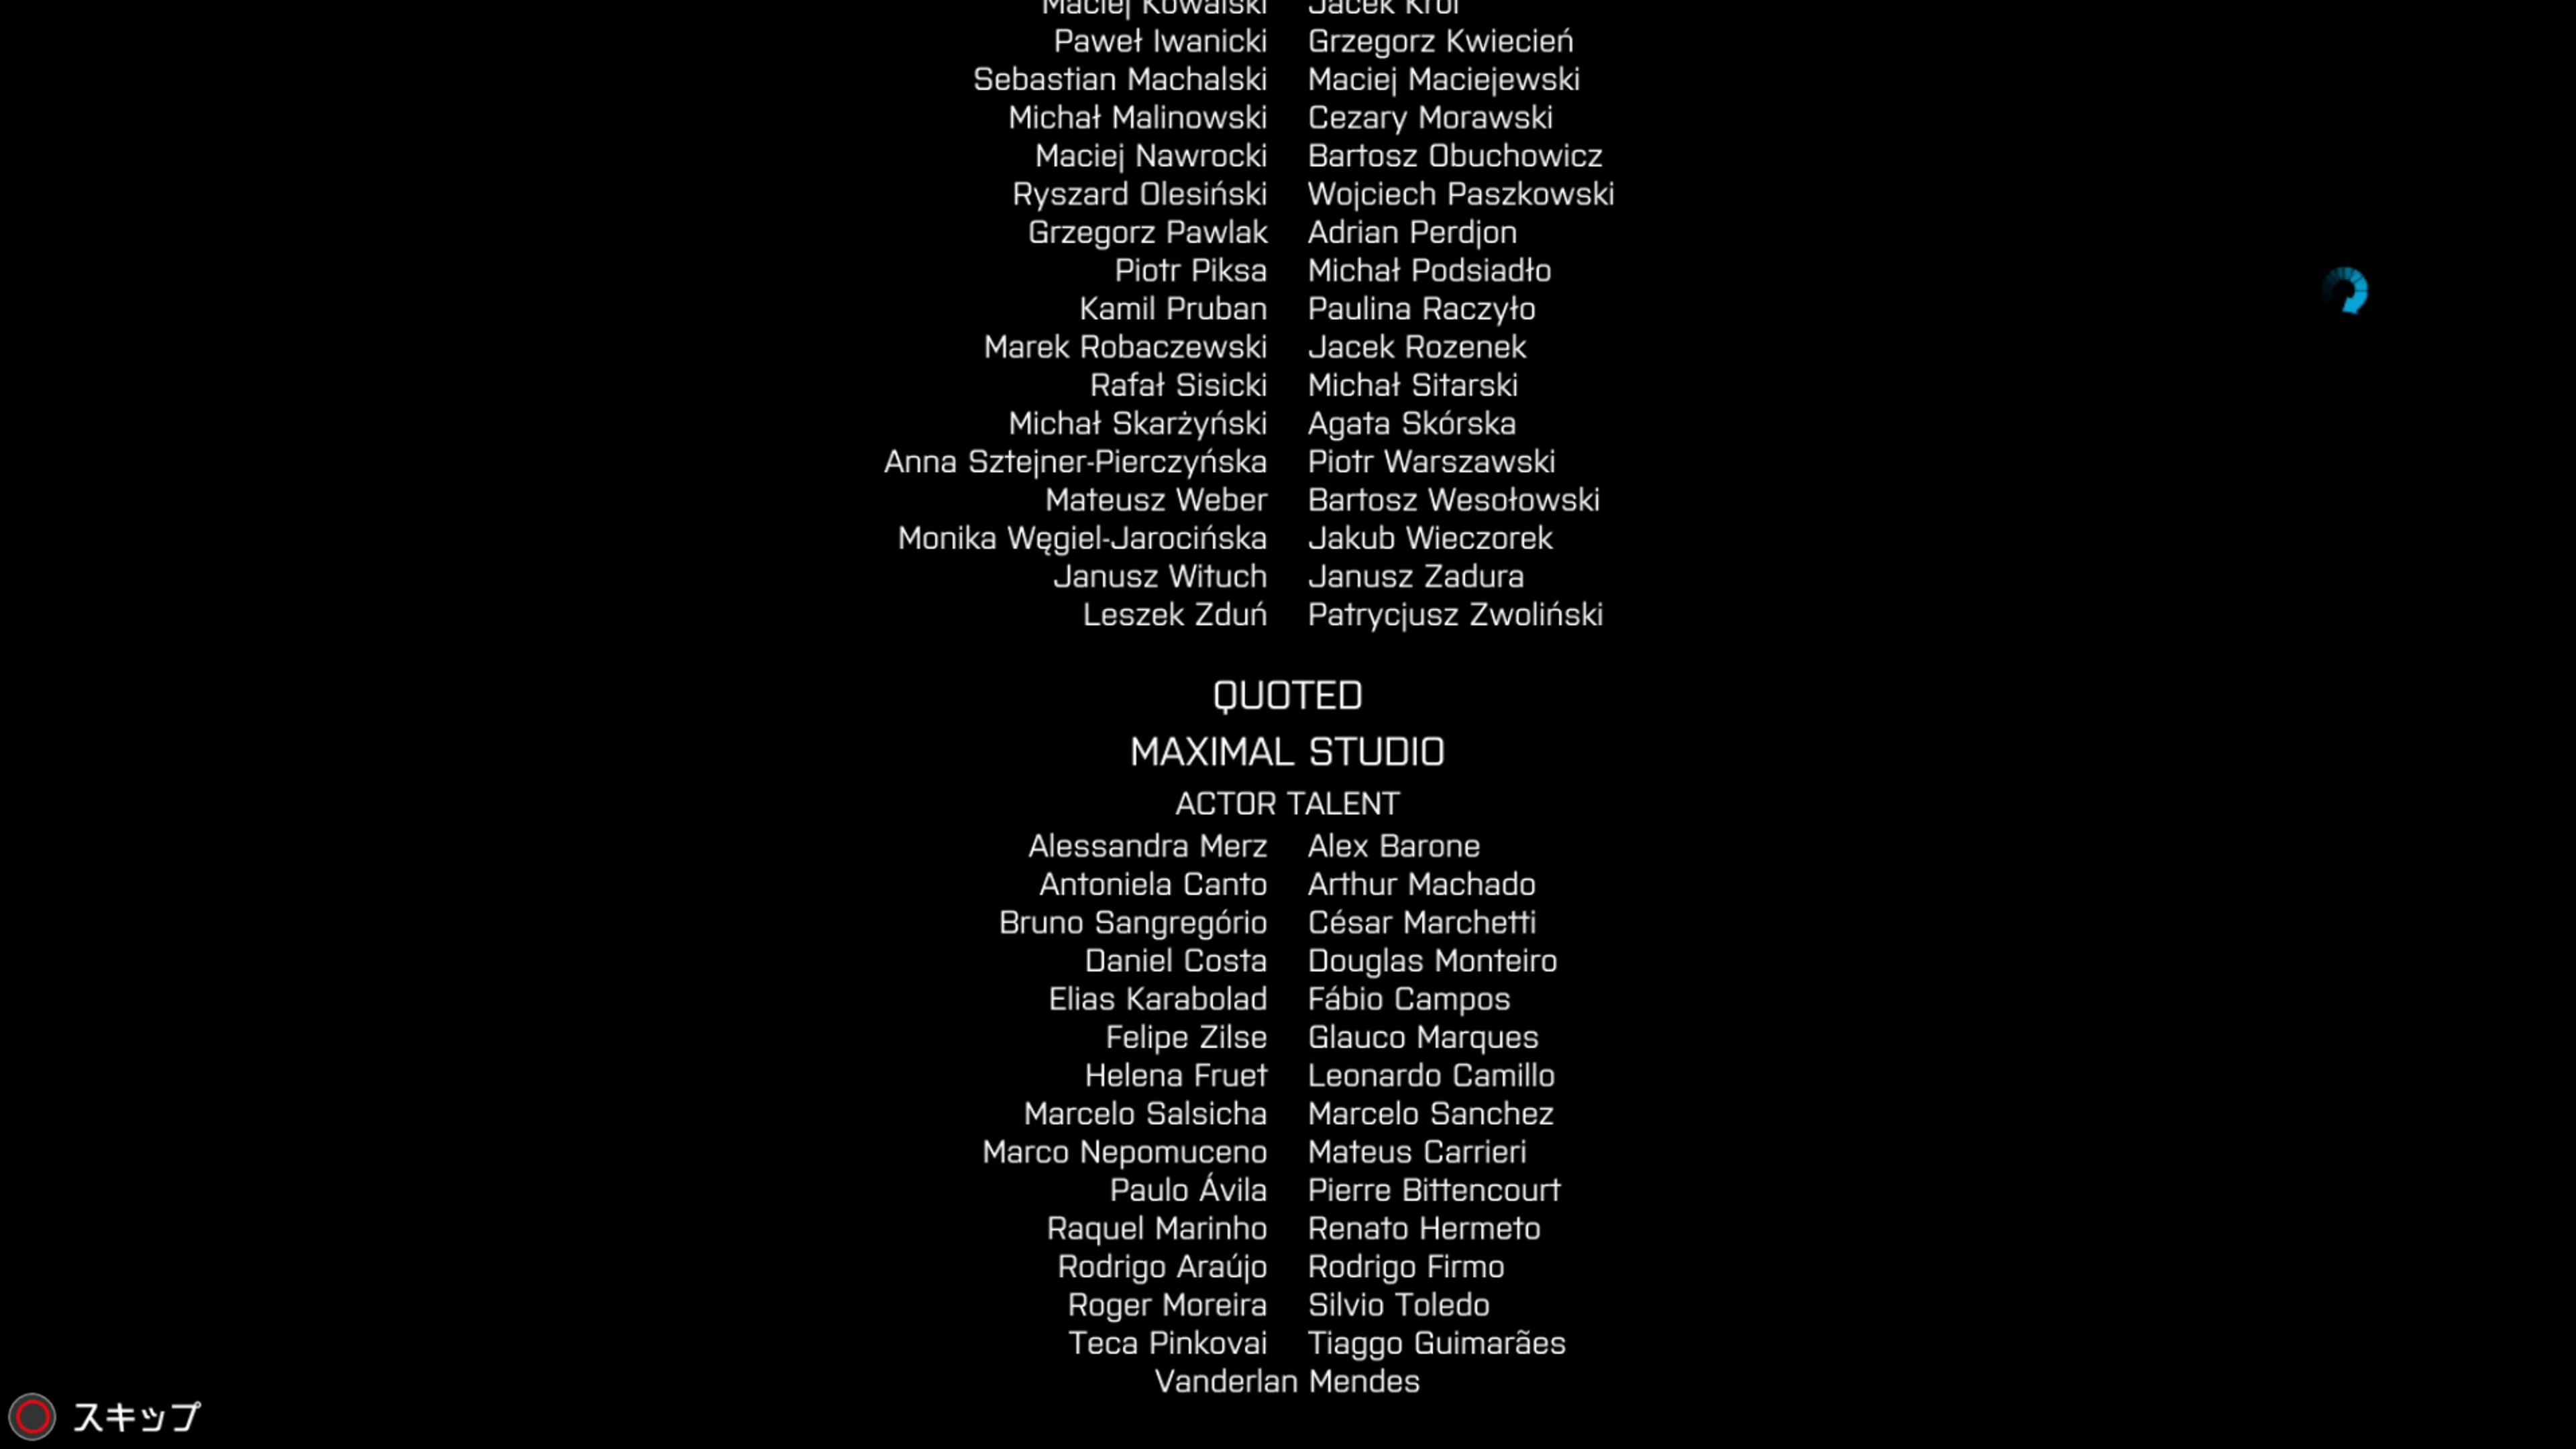 Maciej Kowalski Jacek Król
Paweł Iwanicki Grzegorz Kwiecień
Sebastian Machalski Maciej Maciejewski
Michał Malinowski Cezary Morawski
Maciej Nawrocki Bartosz Obuchowicz
Ryszard Olesiński Wojciech Paszkowski
Grzegorz Pawlak Adrian Perdjon
Piotr Piksa Michał Podsiadło
Kamil Pruban Paulina Raczyło
Marek Robaczewski Jacek Rozenek
Rafał Sisicki Michał Sitarski
Michał Skarżyński Agata Skórska
Anna Sztejner-Pierczyńska Piotr Warszawski
Mateusz Weber Bartosz Wesołowski
Monika Węgiel-Jarocińska Jakub Wieczorek
Janusz Wituch Janusz Zadura
Leszek Zduń Patrycjusz Zwoliński
QUOTED
MAXIMAL STUDIO
ACTOR TALENT
Alessandra Merz Alex Barone
Antoniela Canto Arthur Machado
Bruno Sangregório César Marchetti
Daniel Costa Douglas Monteiro
Elias Karabolad Fábio Campos
Felipe Zilse Glauco Marques
Helena Fruet Leonardo Camillo
Marcelo Salsicha Marcelo Sanchez
Marco Nepomuceno Mateus Carrieri
Paulo Ávila Pierre Bittencourt
Raquel Marinho Renato Hermeto
Rodrigo Araújo Rodrigo Firmo
Roger Moreira Silvio Toledo
Teca Pinkovai Tiaggo Guimarães
Vanderlan Mendes
スキップ